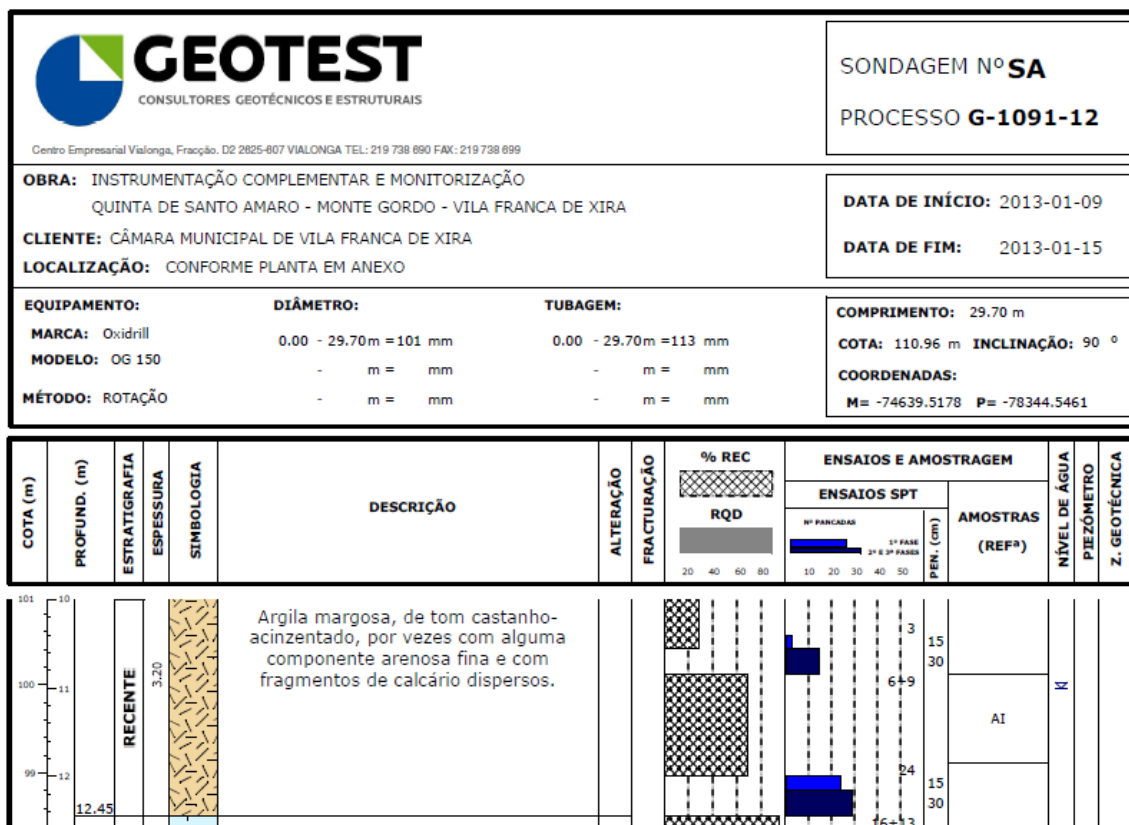 GEOTEST
CONSULTORES GEOTÉCNICOS E ESTRUTURAIS
Centro Empresarial Vialonga, Fracção. D2 2625-607 VIALONGA TEL: 219 738 690 FAX: 219 738 699
SONDAGEM Nº SA
PROCESSO G-1091-12
OBRA: INSTRUMENTAÇÃO COMPLEMENTAR E MONITORIZAÇÃO
QUINTA DE SANTO AMARO - MONTE GORDO - VILA FRANCA DE XIRA
CLIENTE: CÂMARA MUNICIPAL DE VILA FRANCA DE XIRA
LOCALIZAÇÃO: CONFORME PLANTA EM ANEXO
DATA DE INÍCIO: 2013-01-09
DATA DE FIM: 2013-01-15
EQUIPAMENTO:
MARCA: Oxidrill
MODELO: OG 150
MÉTODO: ROTAÇÃO
DIÂMETRO:
0.00 - 29.70m =101 mm
- m = mm
- m = mm
TUBAGEM:
0.00 - 29.70m =113 mm
- m = mm
- m = mm
COMPRIMENTO: 29.70 m
COTA: 110.96 m INCLINAÇÃO: 90 º
COORDENADAS:
M= -74639.5178 P= -78344.5461
COTA (m)
PROFUND. (m)
ESTRATIGRAFIA
ESPESSURA
SIMBOLOGIA
DESCRIÇÃO
ALTERAÇÃO
FRACTURAÇÃO
% REC
RQD
20 40 60 80
ENSAIOS E AMOSTRAGEM
ENSAIOS SPT
Nº PANCADAS
1ª FASE
2ª E 3ª FASES
10 20 30 40 50
PEN. (cm)
AMOSTRAS
(REFª)
NÍVEL DE ÁGUA
PIEZÓMETRO
Z. GEOTÉCNICA
101
10
100
11
99
12
12.45
RECENTE
3.20
Argila margosa, de tom castanho-
acinzentado, por vezes com alguma
componente arenosa fina e com
fragmentos de calcário dispersos.
3
15
30
6+9
AI
24
15
30
16+13